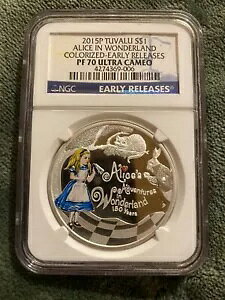 2015P TUVALU S$1
ALICE IN WONDERLAND
COLORIZED-EARLY RELEASES
PF 70 ULTRA CAMEO
4274369-006
NGC
EARLY RELEASES
Alice's
Adventures
in
Wonderland
150 Years